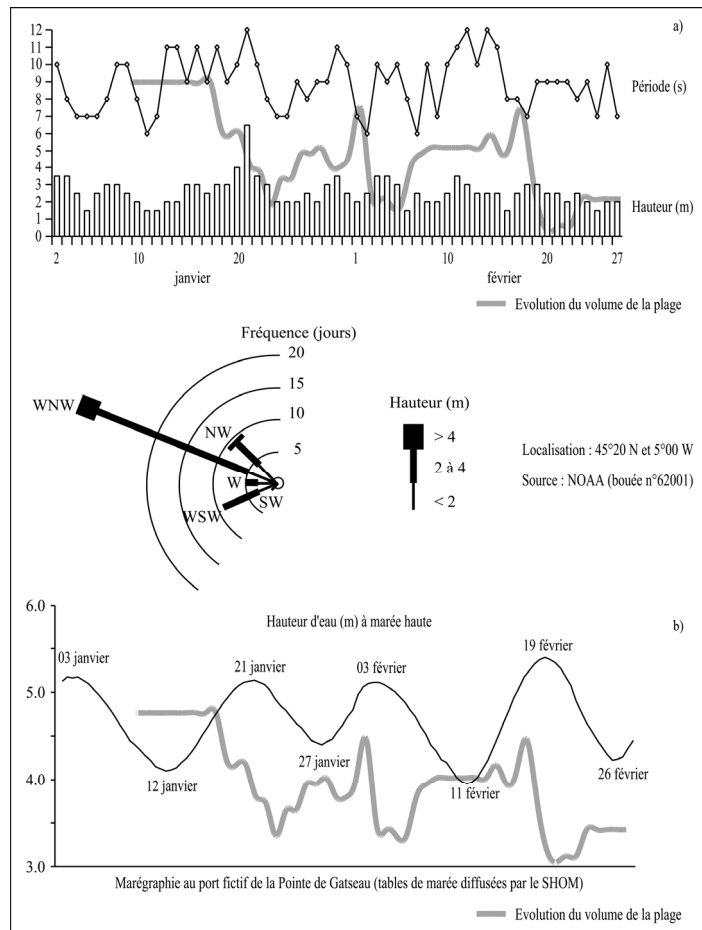 a)
12
11
10
9
8
7
6
5
4
3
2
1
0
Période (s)
Hauteur (m)
2 10 20 1 10 20 27
janvier février
Evolution du volume de la plage
Fréquence (jours)
20
15
10
5
WNW
NW
W
WSW
SW
Hauteur (m)
> 4
2 à 4
< 2
Localisation : 45°20 N et 5°00 W
Source : NOAA (bouée n°62001)
b)
6.0
5.0
4.0
3.0
Hauteur d'eau (m) à marée haute
03 janvier
12 janvier
21 janvier
27 janvier
03 février
11 février
19 février
26 février
Marégraphie au port fictif de la Pointe de Gatseau (tables de marée diffusées par le SHOM)
Evolution du volume de la plage